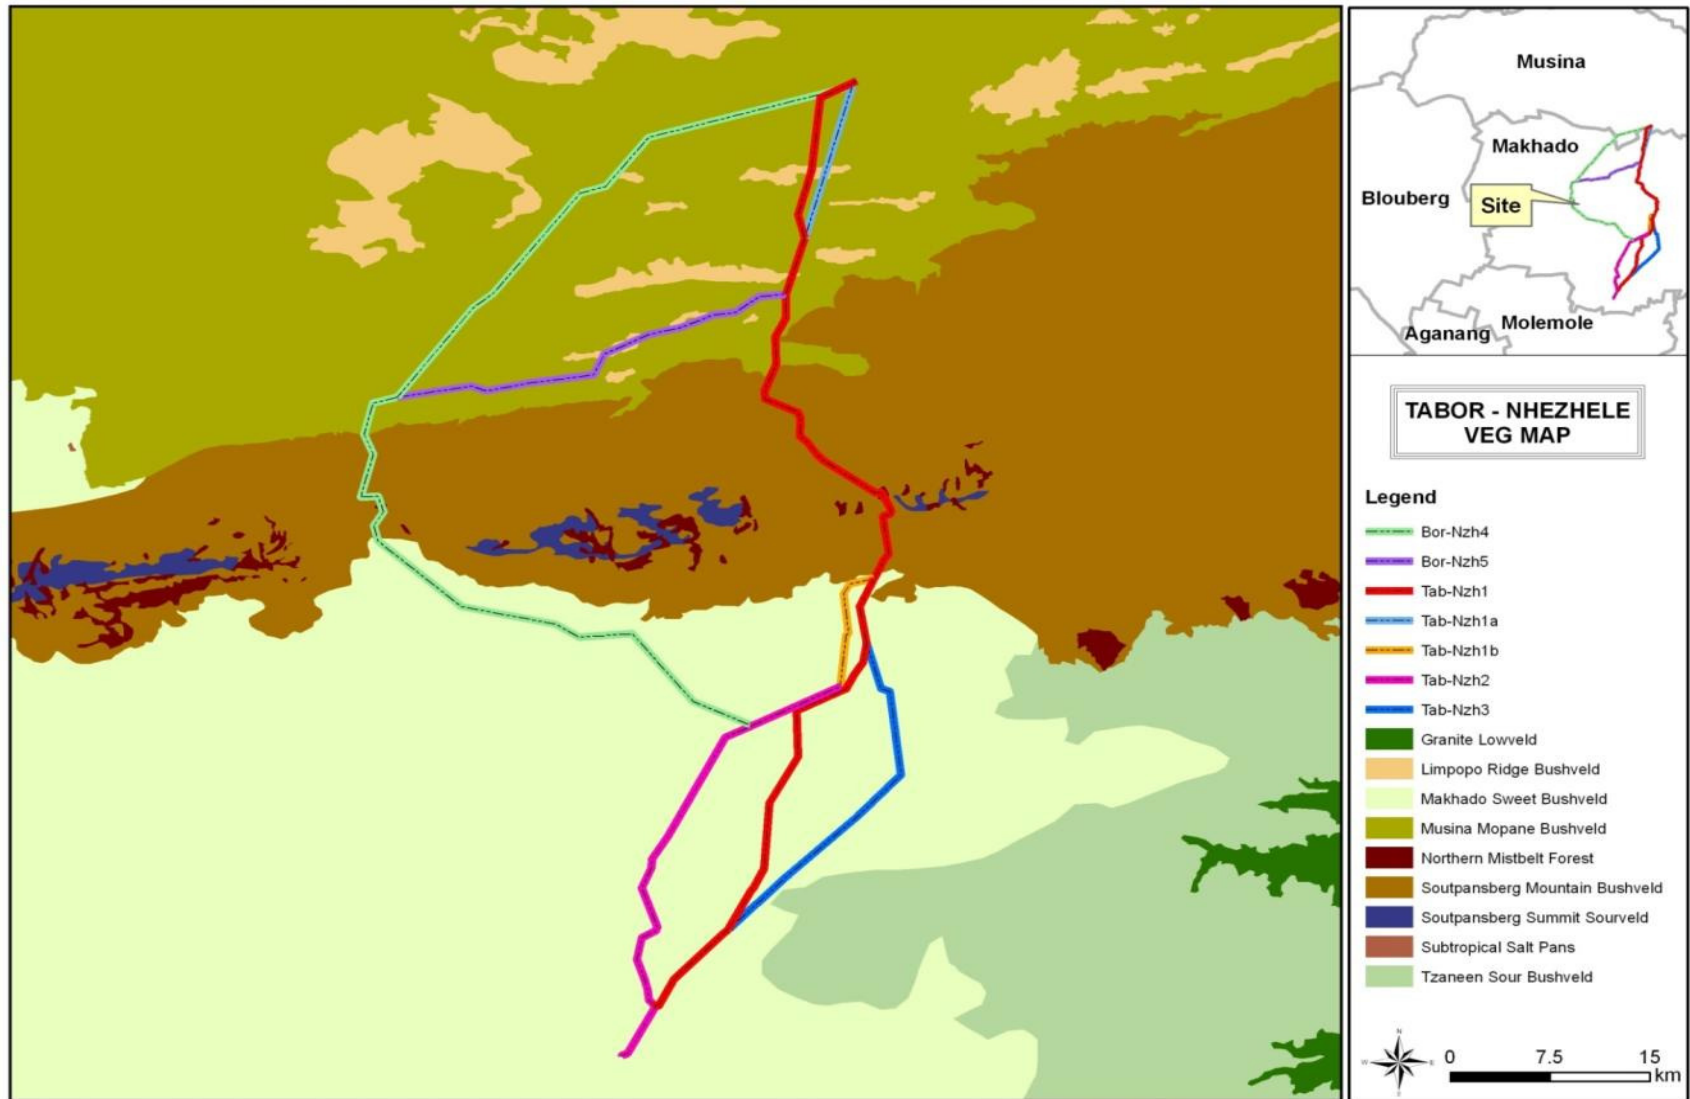 Musina
Makhado
Blouberg
Site
Molemole
Aganang
TABOR - NHEZHELE
VEG MAP
Legend
Bor-Nzh4
Bor-Nzh5
Tab-Nzh1
Tab-Nzh1a
Tab-Nzh1b
Tab-Nzh2
Tab-Nzh3
Granite Lowveld
Limpopo Ridge Bushveld
Makhado Sweet Bushveld
Musina Mopane Bushveld
Northern Mistbelt Forest
Soutpansberg Mountain Bushveld
Soutpansberg Summit Sourveld
Subtropical Salt Pans
Tzaneen Sour Bushveld
N
W E
0 7.5 15
km